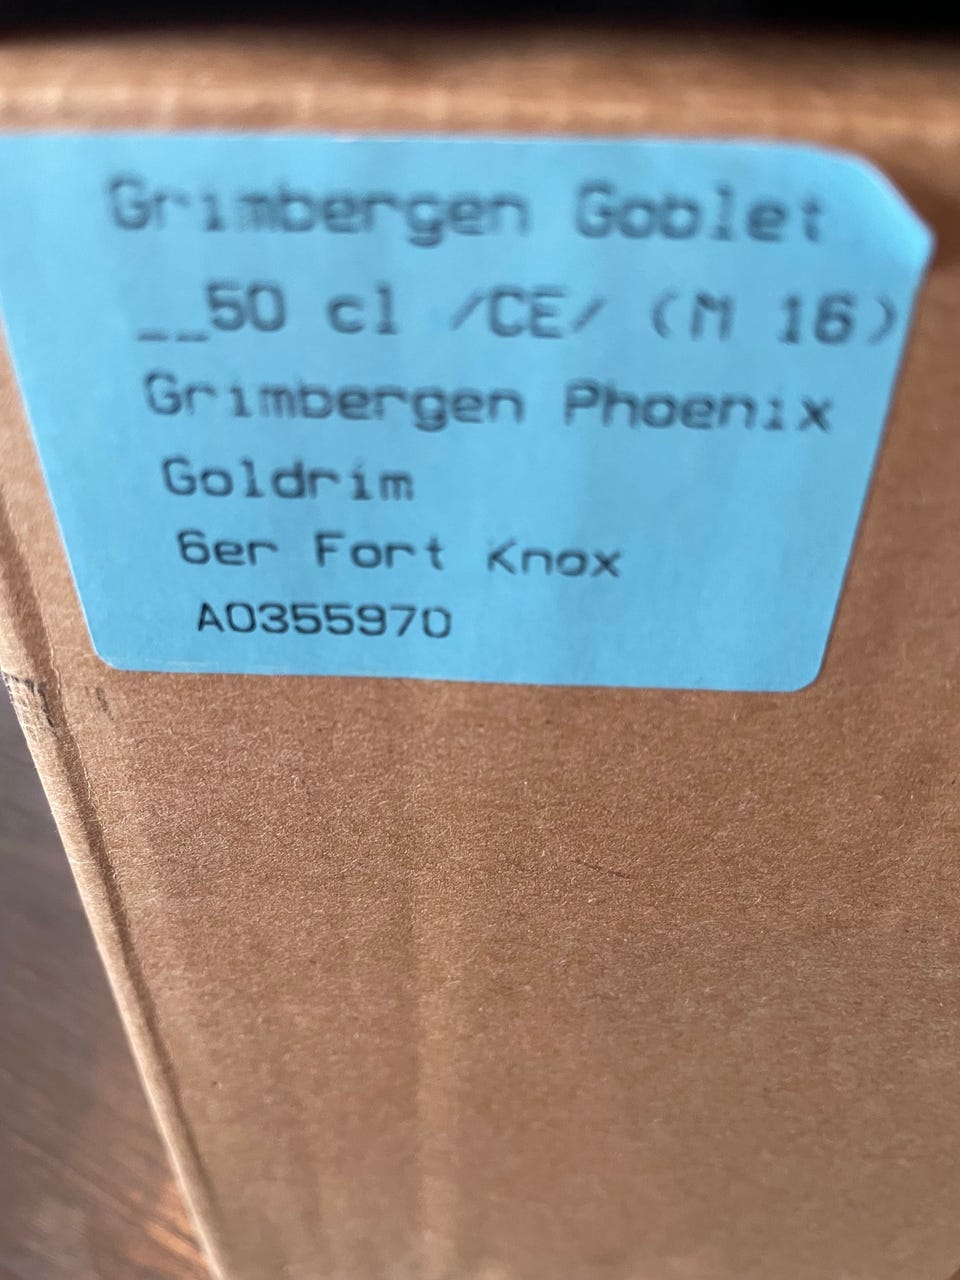 Grimbergen Goblet
__50 cl /CE/ (M 16)
Grimbergen Phoenix
Goldrim
6er Fort Knox
A0355970